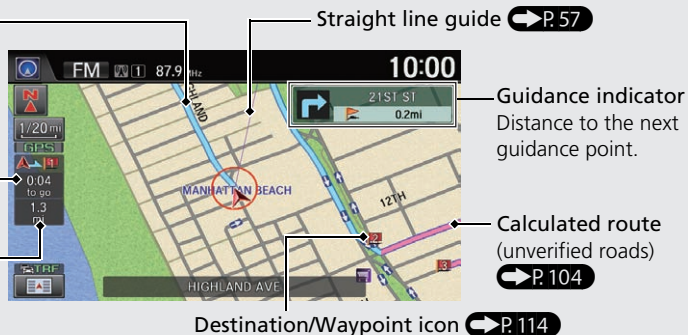 Straight line guide P. 57
FM 1 87.9 MHz 10:00
21ST ST
0.2mi
Guidance indicator
Distance to the next
guidance point.
1/20 mi
GPS
1
0:04
to go
1.3
mi
MANHATTAN BEACH
12TH
2
Calculated route
(unverified roads)
P. 104
3
HIGHLAND AVE
Destination/Waypoint icon P. 114